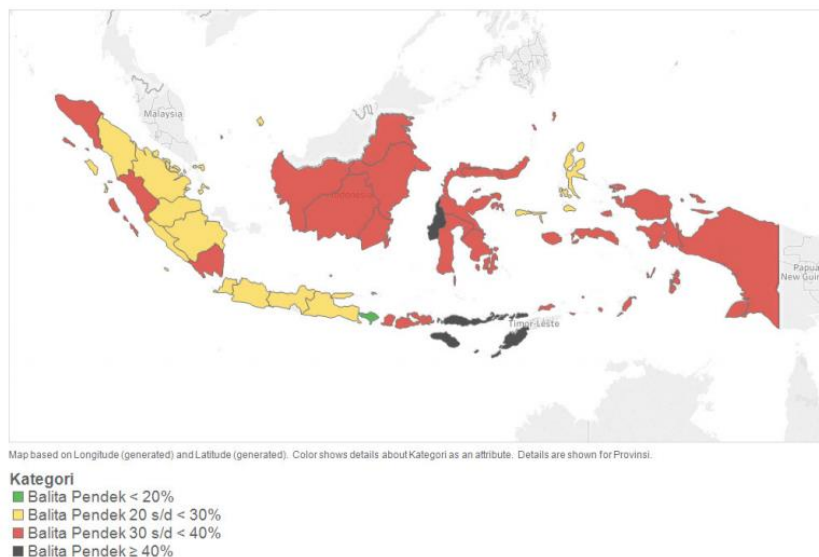 Malaysia
Papua
New Guin
Timor-Leste
Map based on Longitude (generated) and Latitude (generated). Color shows details about Kategori as an attribute. Details are shown for Provinsi.
Kategori
Balita Pendek < 20%
Balita Pendek 20 s/d < 30%
Balita Pendek 30 s/d < 40%
Balita Pendek ≥ 40%